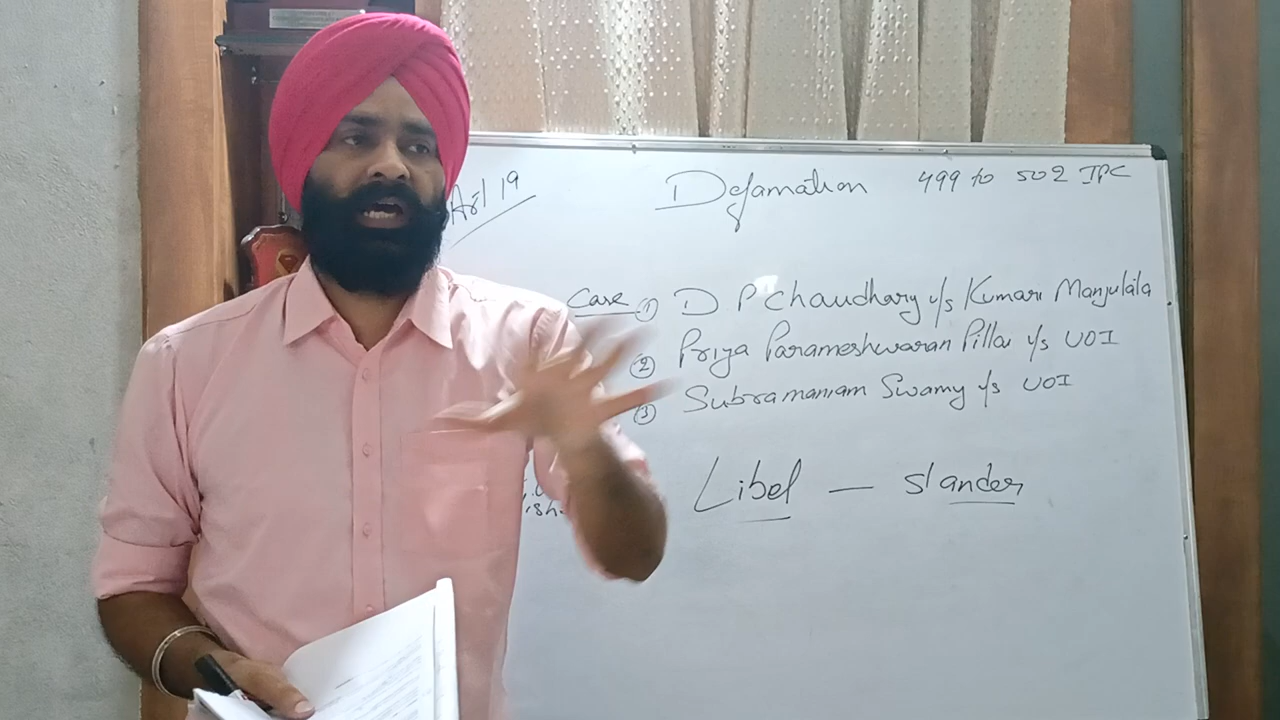 Art 19
Defamation 499 to 502 IPC
Case ① D P Chaudhary v/s Kumari Manjulala
② Priya Parameshwaran Pillai v/s UOI
③ Subramaniam Swamy v/s UOI
Libel — slander